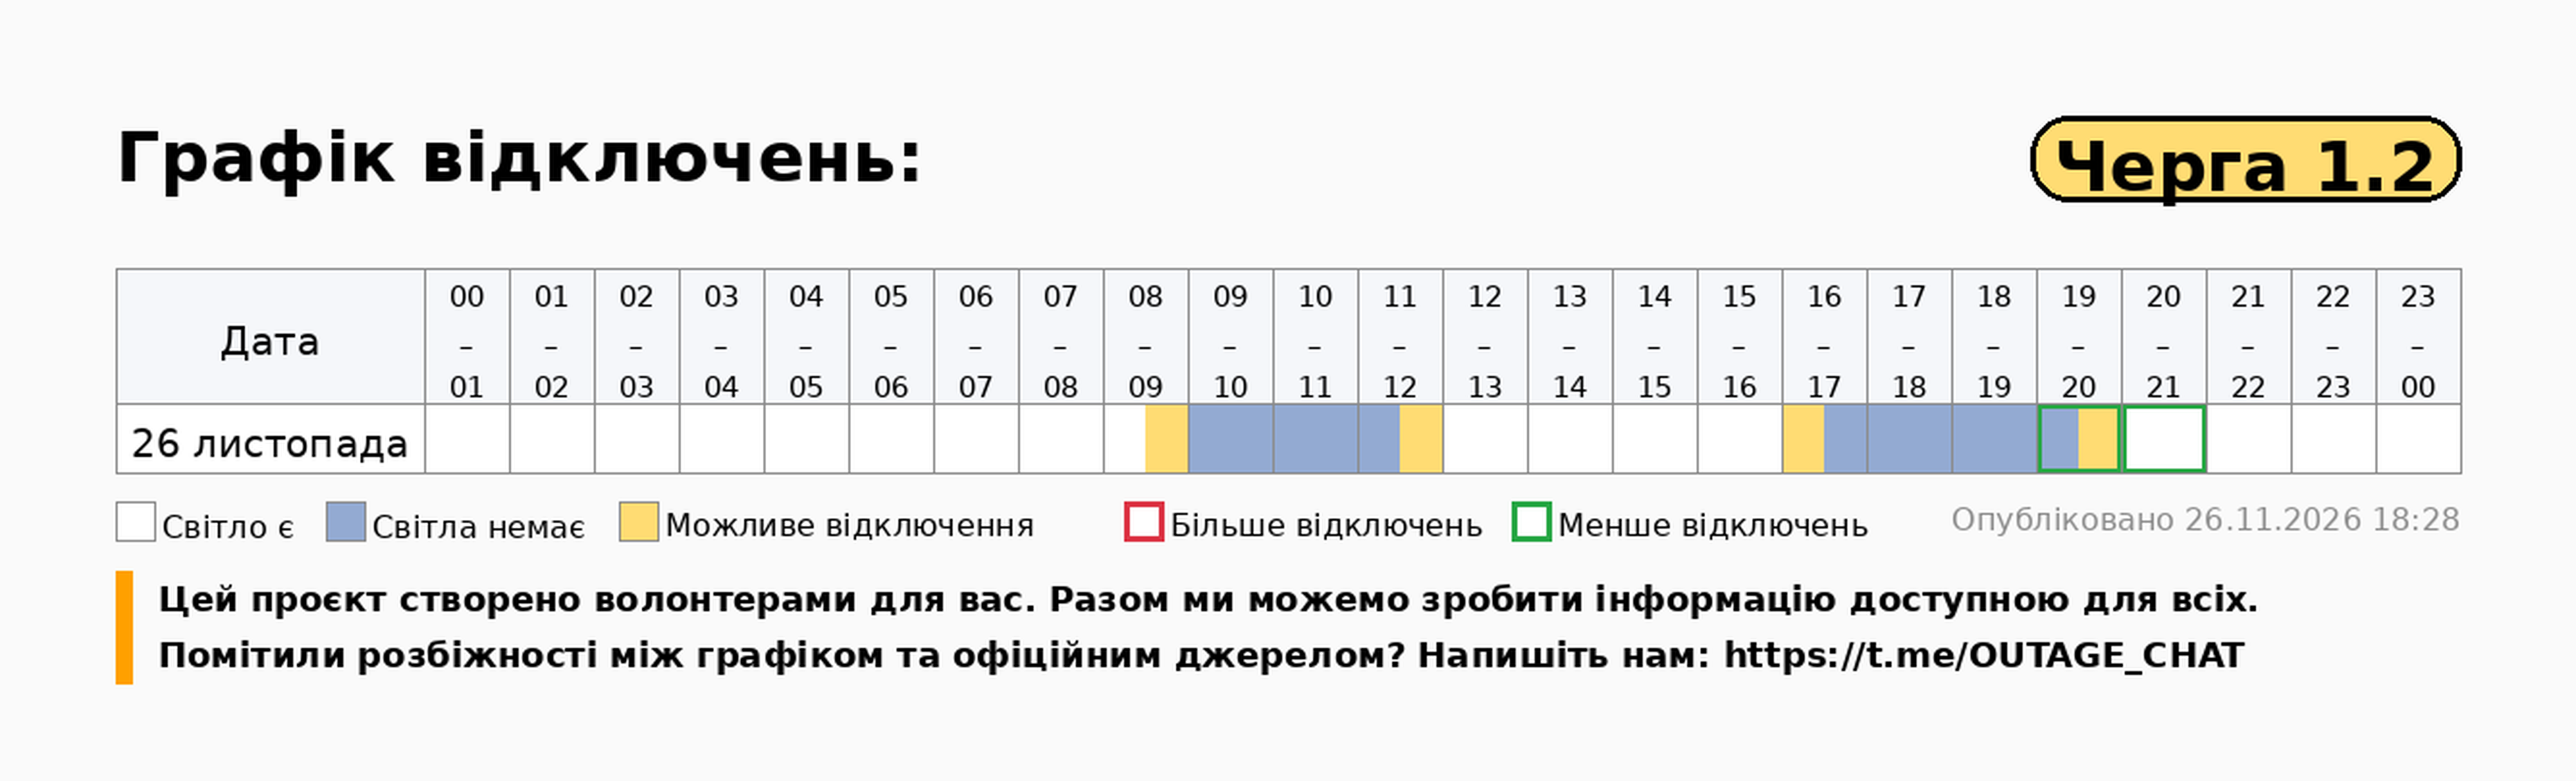 Графік відключень:
Черга 1.2
Дата
00 – 01
01 – 02
02 – 03
03 – 04
04 – 05
05 – 06
06 – 07
07 – 08
08 – 09
09 – 10
10 – 11
11 – 12
12 – 13
13 – 14
14 – 15
15 – 16
16 – 17
17 – 18
18 – 19
19 – 20
20 – 21
21 – 22
22 – 23
23 – 00
26 листопада
Світло є
Світла немає
Можливе відключення
Більше відключень
Менше відключень
Опубліковано 26.11.2026 18:28
Цей проєкт створено волонтерами для вас. Разом ми можемо зробити інформацію доступною для всіх.
Помітили розбіжності між графіком та офіційним джерелом? Напишіть нам: https://t.me/OUTAGE_CHAT